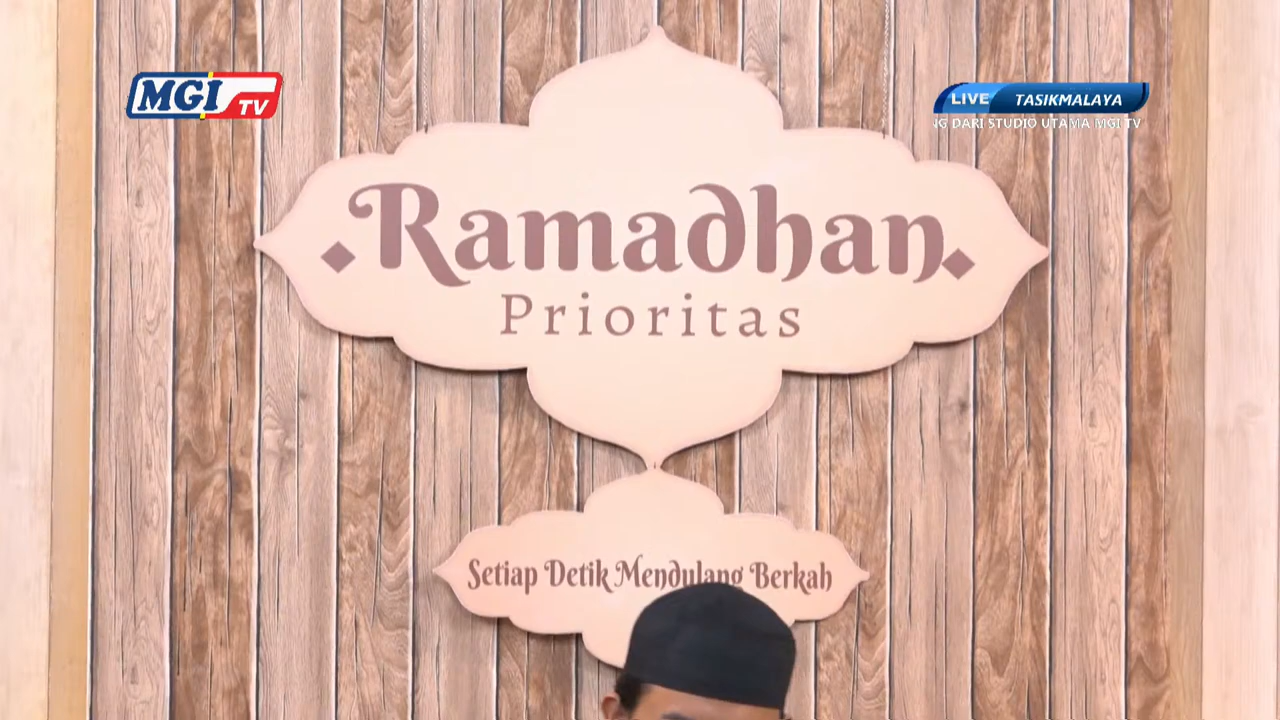 MGI TV
LIVE TASIKMALAYA
DARI STUDIO UTAMA MGI TV
Ramadhan
Prioritas
Setiap Detik Mendulang Berkah